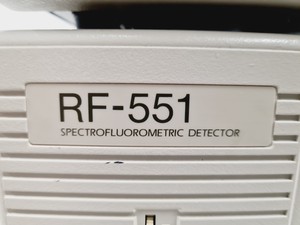 RF-551
SPECTROFLUOROMETRIC DETECTOR